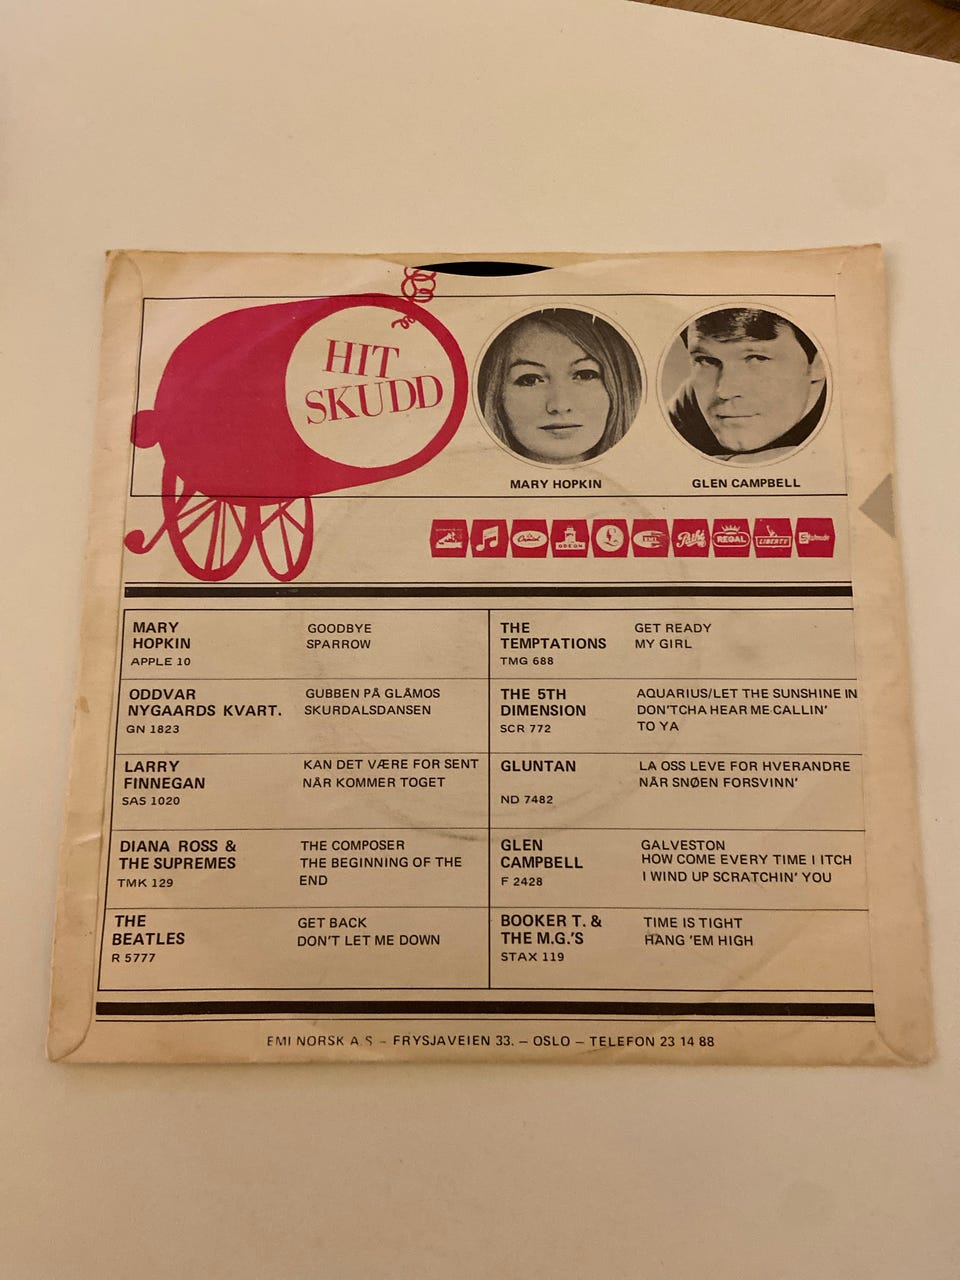 HIT
SKUDD
MARY HOPKIN
GLEN CAMPBELL
Capitol
ODEON
£
EMI
Pathé
REGAL
LIBERTY
MARY
HOPKIN
APPLE 10
GOODBYE
SPARROW
ODDVAR
NYGAARDS KVART.
GN 1823
GUBBEN PÅ GLÅMOS
SKURDALSDANSEN
LARRY
FINNEGAN
SAS 1020
KAN DET VÆRE FOR SENT
NÅR KOMMER TOGET
DIANA ROSS &
THE SUPREMES
TMK 129
THE COMPOSER
THE BEGINNING OF THE
END
THE
BEATLES
R 5777
GET BACK
DON'T LET ME DOWN
THE
TEMPTATIONS
TMG 688
GET READY
MY GIRL
THE 5TH
DIMENSION
SCR 772
AQUARIUS/LET THE SUNSHINE IN
DON'TCHA HEAR ME CALLIN'
TO YA
GLUNTAN
ND 7482
LA OSS LEVE FOR HVERANDRE
NÅR SNØEN FORSVINN'
GLEN
CAMPBELL
F 2428
GALVESTON
HOW COME EVERY TIME I ITCH
I WIND UP SCRATCHIN' YOU
BOOKER T. &
THE M.G.'S
STAX 119
TIME IS TIGHT
HANG 'EM HIGH
EMI NORSK A.S – FRYSJAVEIEN 33. – OSLO – TELEFON 23 14 88